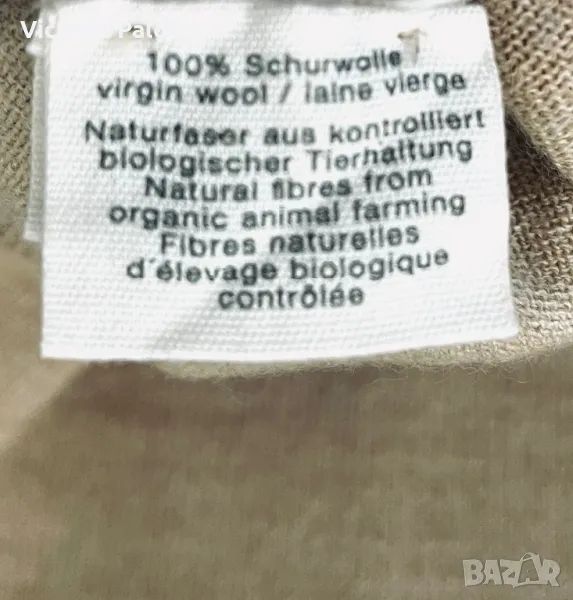 100% Schurwolle
virgin wool / laine vierge
Naturfaser aus kontrolliert
biologischer Tierhaltung
Natural fibres from
organic animal farming
Fibres naturelles
d'élevage biologique
contrôlée
BAZAR